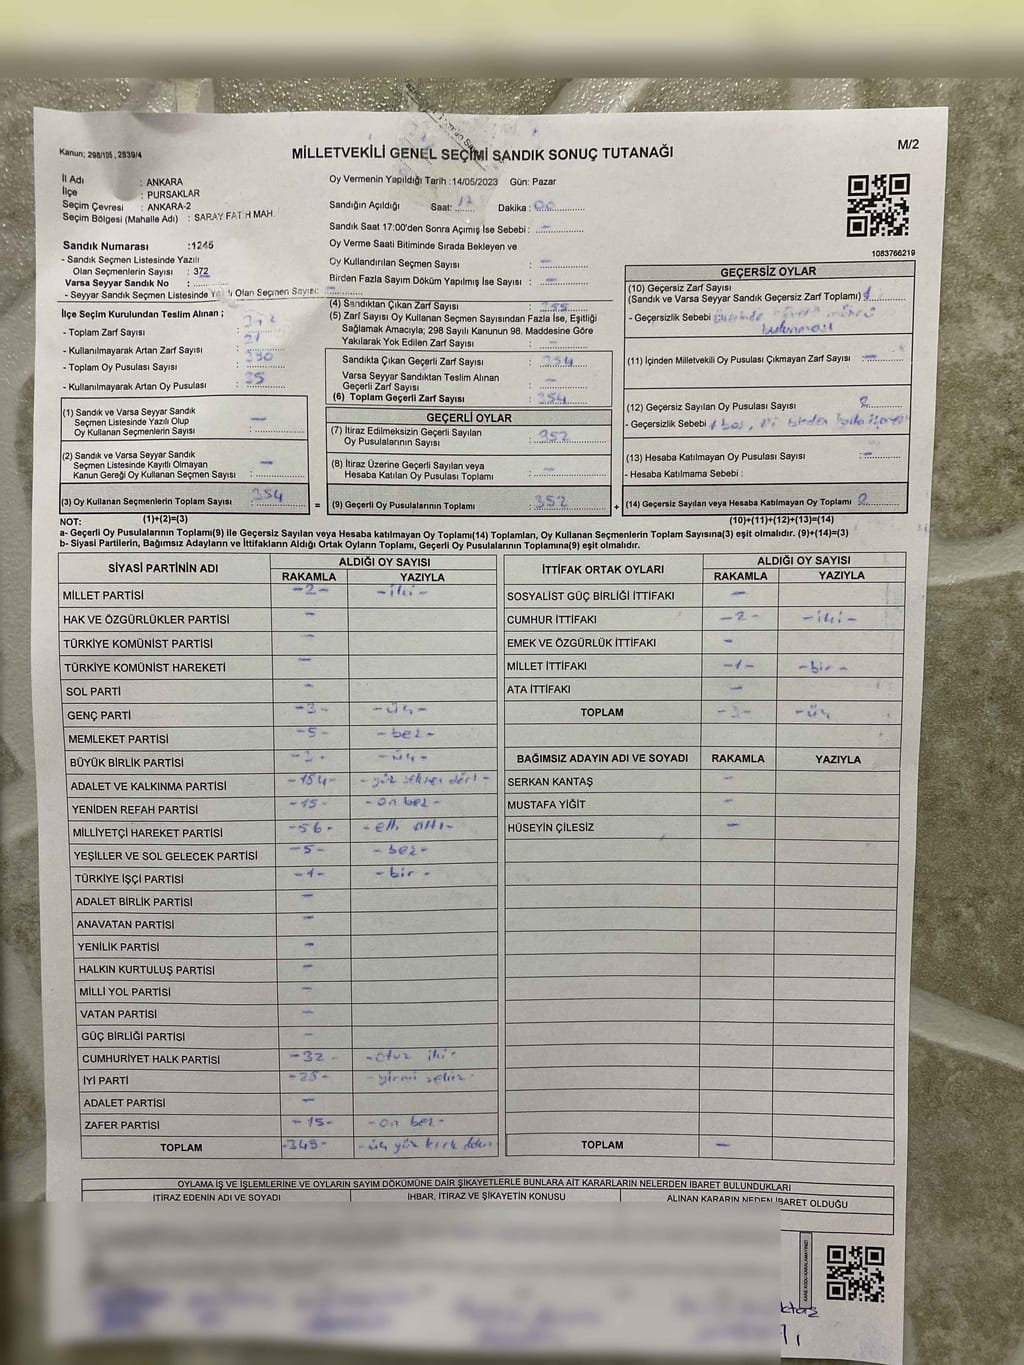 Kanun; 298/105 , 2839/4
MİLLETVEKİLİ GENEL SEÇİMİ SANDIK SONUÇ TUTANAĞI
M/2
İl Adı : ANKARA
İlçe : PURSAKLAR
Seçim Çevresi : ANKARA-2
Seçim Bölgesi (Mahalle Adı) : SARAY FATİH MAH.
Oy Vermenin Yapıldığı Tarih :14/05/2023 Gün: Pazar
Sandığın Açıldığı Saat: 17 Dakika : 00
Sandık Saat 17:00'den Sonra Açımış İse Sebebi : -
Oy Verme Saati Bitiminde Sırada Bekleyen ve
Oy Kullandırılan Seçmen Sayısı : -
Birden Fazla Sayım Döküm Yapılmış İse Sayısı : -
1083766219
Sandık Numarası :1245
- Sandık Seçmen Listesinde Yazılı
Olan Seçmenlerin Sayısı : 372
Varsa Seyyar Sandık No :
- Seyyar Sandık Seçmen Listesinde Yazılı Olan Seçmen Sayısı: -
İlçe Seçim Kurulundan Teslim Alınan ;
- Toplam Zarf Sayısı :
- Kullanılmayarak Artan Zarf Sayısı :
- Toplam Oy Pusulası Sayısı : 390
- Kullanılmayarak Artan Oy Pusulası : 35
(1) Sandık ve Varsa Seyyar Sandık
Seçmen Listesinde Yazılı Olup
Oy Kullanan Seçmenlerin Sayısı : -
(2) Sandık ve Varsa Seyyar Sandık
Seçmen Listesinde Kayıtlı Olmayan
Kanun Gereği Oy Kullanan Seçmen Sayısı : -
(3) Oy Kullanan Seçmenlerin Toplam Sayısı : 354
(4) Sandıktan Çıkan Zarf Sayısı : 355
(5) Zarf Sayısı Oy Kullanan Seçmen Sayısından Fazla İse, Eşitliği
Sağlamak Amacıyla; 298 Sayılı Kanunun 98. Maddesine Göre
Yakılarak Yok Edilen Zarf Sayısı : -
Sandıkta Çıkan Geçerli Zarf Sayısı : 354
Varsa Seyyar Sandıktan Teslim Alınan
Geçerli Zarf Sayısı : -
(6) Toplam Geçerli Zarf Sayısı : 354
GEÇERLİ OYLAR
(7) İtiraz Edilmeksizin Geçerli Sayılan
Oy Pusulalarının Sayısı : 352
(8) İtiraz Üzerine Geçerli Sayılan veya
Hesaba Katılan Oy Pusulası Toplamı : -
= (9) Geçerli Oy Pusulalarının Toplamı : 352 +
GEÇERSİZ OYLAR
(10) Geçersiz Zarf Sayısı
(Sandık ve Varsa Seyyar Sandık Geçersiz Zarf Toplamı) 1
- Geçersizlik Sebebi üzerinde mührü
bulunması
(11) İçinden Milletvekili Oy Pusulası Çıkmayan Zarf Sayısı : -
(12) Geçersiz Sayılan Oy Pusulası Sayısı : 2
- Geçersizlik Sebebi 1 boş, birden fazla
(13) Hesaba Katılmayan Oy Pusulası Sayısı : -
- Hesaba Katılmama Sebebi :
(14) Geçersiz Sayılan veya Hesaba Katılmayan Oy Toplamı 2
NOT: (1)+(2)=(3)
(10)+(11)+(12)+(13)=(14)
a- Geçerli Oy Pusulalarının Toplamı(9) ile Geçersiz Sayılan veya Hesaba katılmayan Oy Toplamı(14) Toplamları, Oy Kullanan Seçmenlerin Toplam Sayısına(3) eşit olmalıdır. (9)+(14)=(3)
b- Siyasi Partilerin, Bağımsız Adayların ve İttifakların Aldığı Ortak Oyların Toplamı, Geçerli Oy Pusulalarının Toplamına(9) eşit olmalıdır.
SİYASİ PARTİNİN ADI ALDIĞI OY SAYISI
RAKAMLA YAZIYLA
MİLLET PARTİSİ -2- -iki-
HAK VE ÖZGÜRLÜKLER PARTİSİ -
TÜRKİYE KOMÜNİST PARTİSİ -
TÜRKİYE KOMÜNİST HAREKETİ -
SOL PARTİ -
GENÇ PARTİ -3- -üç-
MEMLEKET PARTİSİ -5- -beş-
BÜYÜK BİRLİK PARTİSİ -3- -üç-
ADALET VE KALKINMA PARTİSİ -184- -yüz seksen dört-
YENİDEN REFAH PARTİSİ -15- -on beş-
MİLLİYETÇİ HAREKET PARTİSİ -56- -elli altı-
YEŞİLLER VE SOL GELECEK PARTİSİ -5- -beş-
TÜRKİYE İŞÇİ PARTİSİ -1- -bir-
ADALET BİRLİK PARTİSİ -
ANAVATAN PARTİSİ -
YENİLİK PARTİSİ -
HALKIN KURTULUŞ PARTİSİ -
MİLLİ YOL PARTİSİ -
VATAN PARTİSİ -
GÜÇ BİRLİĞİ PARTİSİ -
CUMHURİYET HALK PARTİSİ -32- -otuz iki-
İYİ PARTİ -28- -yirmi sekiz-
ADALET PARTİSİ -
ZAFER PARTİSİ -15- -on beş-
TOPLAM -349- -üç yüz kırk dokuz
İTTİFAK ORTAK OYLARI ALDIĞI OY SAYISI
RAKAMLA YAZIYLA
SOSYALİST GÜÇ BİRLİĞİ İTTİFAKI -
CUMHUR İTTİFAKI -2- -iki-
EMEK VE ÖZGÜRLÜK İTTİFAKI -
MİLLET İTTİFAKI -1- -bir-
ATA İTTİFAKI -
TOPLAM -3- -üç-
BAĞIMSIZ ADAYIN ADI VE SOYADI RAKAMLA YAZIYLA
SERKAN KANTAŞ -
MUSTAFA YİĞİT -
HÜSEYİN ÇİLESİZ -
TOPLAM -
OYLAMA İŞ VE İŞLEMLERİNE VE OYLARIN SAYIM DÖKÜMÜNE DAİR ŞİKAYETLERLE BUNLARA AİT KARARLARIN NELERDEN İBARET BULUNDUKLARI
İTİRAZ EDENİN ADI VE SOYADI İHBAR, İTİRAZ VE ŞİKAYETİN KONUSU ALINAN KARARIN NEDEN İBARET OLDUĞU
KARE KODU KARALAMAYINIZ!